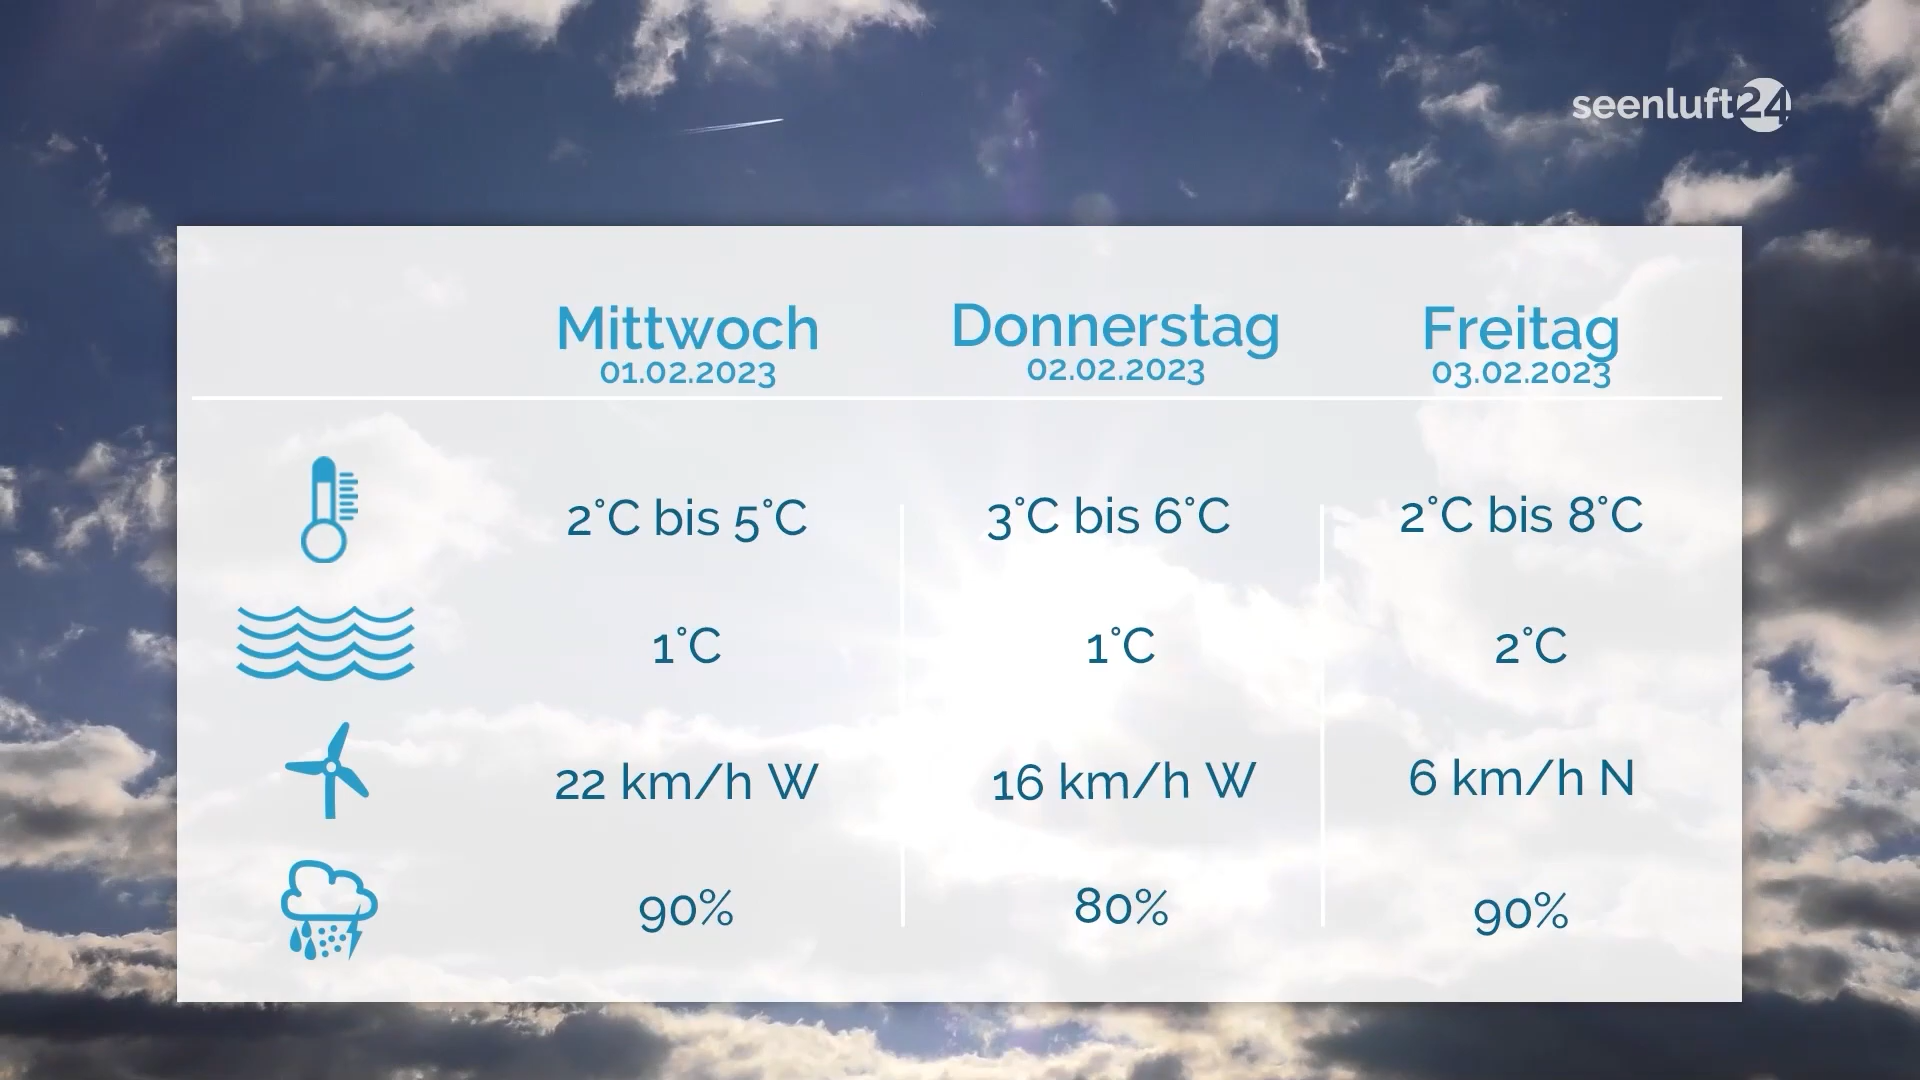 seenluft24
Mittwoch Donnerstag Freitag
01.02.2023 02.02.2023 03.02.2023
2°C bis 5°C 3°C bis 6°C 2°C bis 8°C
1°C 1°C 2°C
22 km/h W 16 km/h W 6 km/h N
90% 80% 90%